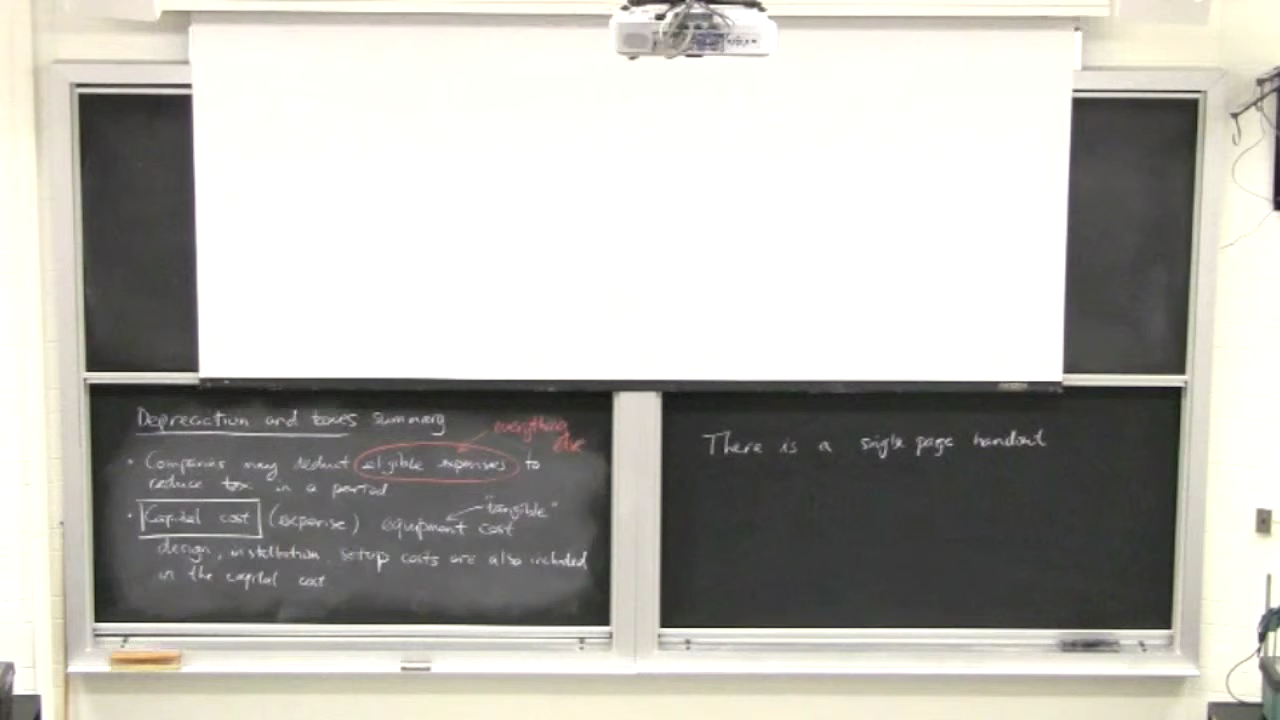 Depreciation and taxes summary
everything
else
• Companies may deduct eligible expenses to
reduce tax in a period
"tangible"
• Capital cost (expense) equipment cost
design, installation, setup costs are also included
in the capital cost
There is a single page handout